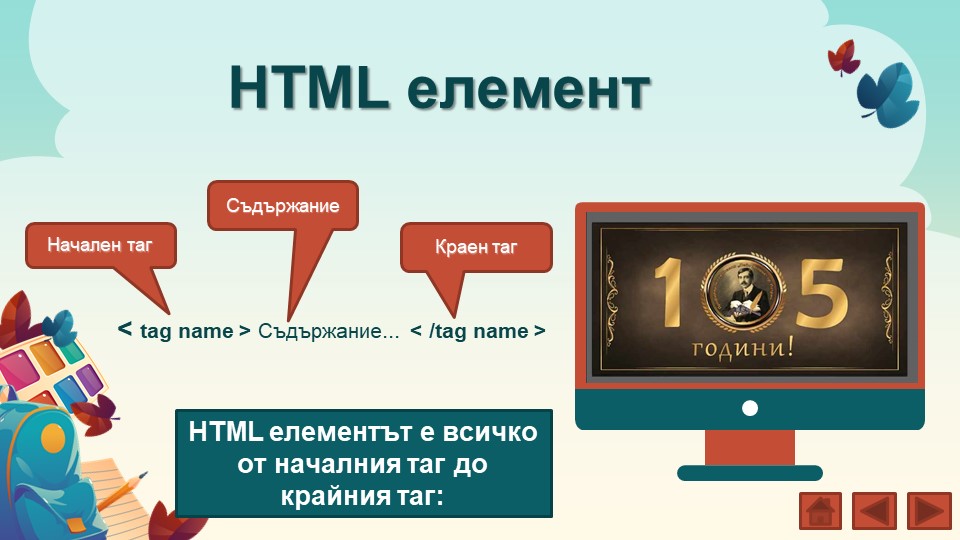 HTML елемент
Съдържание
Начален таг
Краен таг
< tag name > Съдържание... < /tag name >
HTML елементът е всичко
от началния таг до
крайния таг:
105
години!